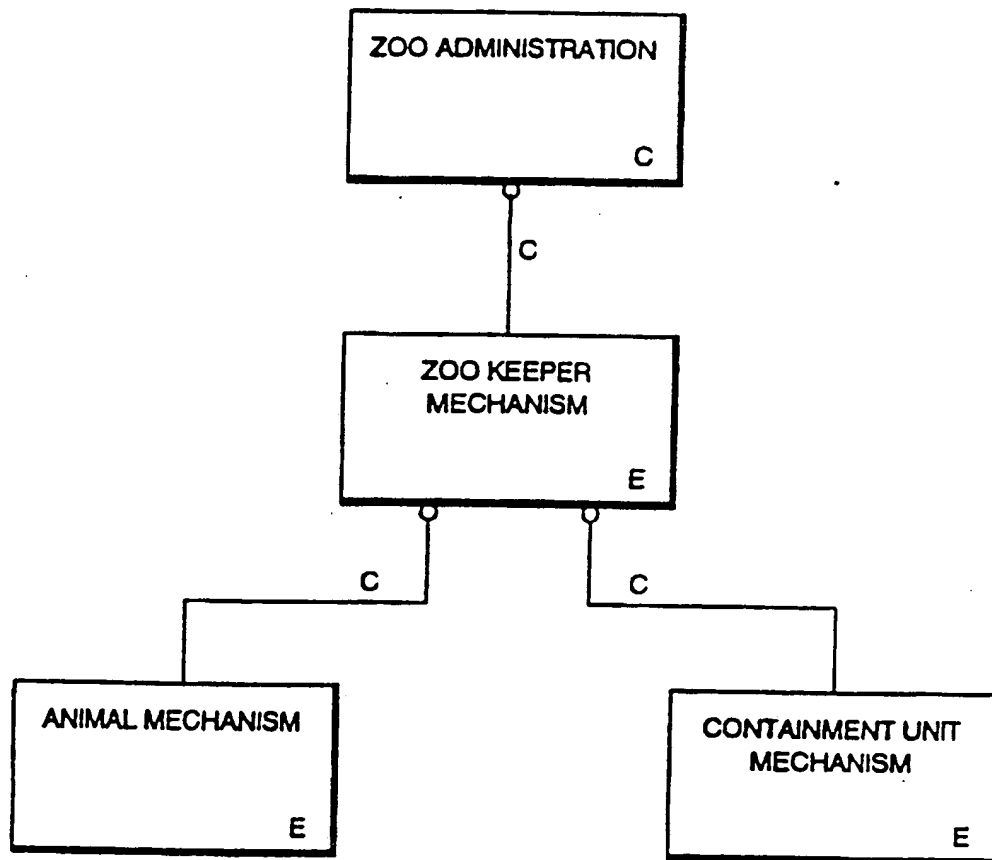 ZOO ADMINISTRATION
C
C
ZOO KEEPER
MECHANISM
E
C
C
ANIMAL MECHANISM
E
CONTAINMENT UNIT
MECHANISM
E